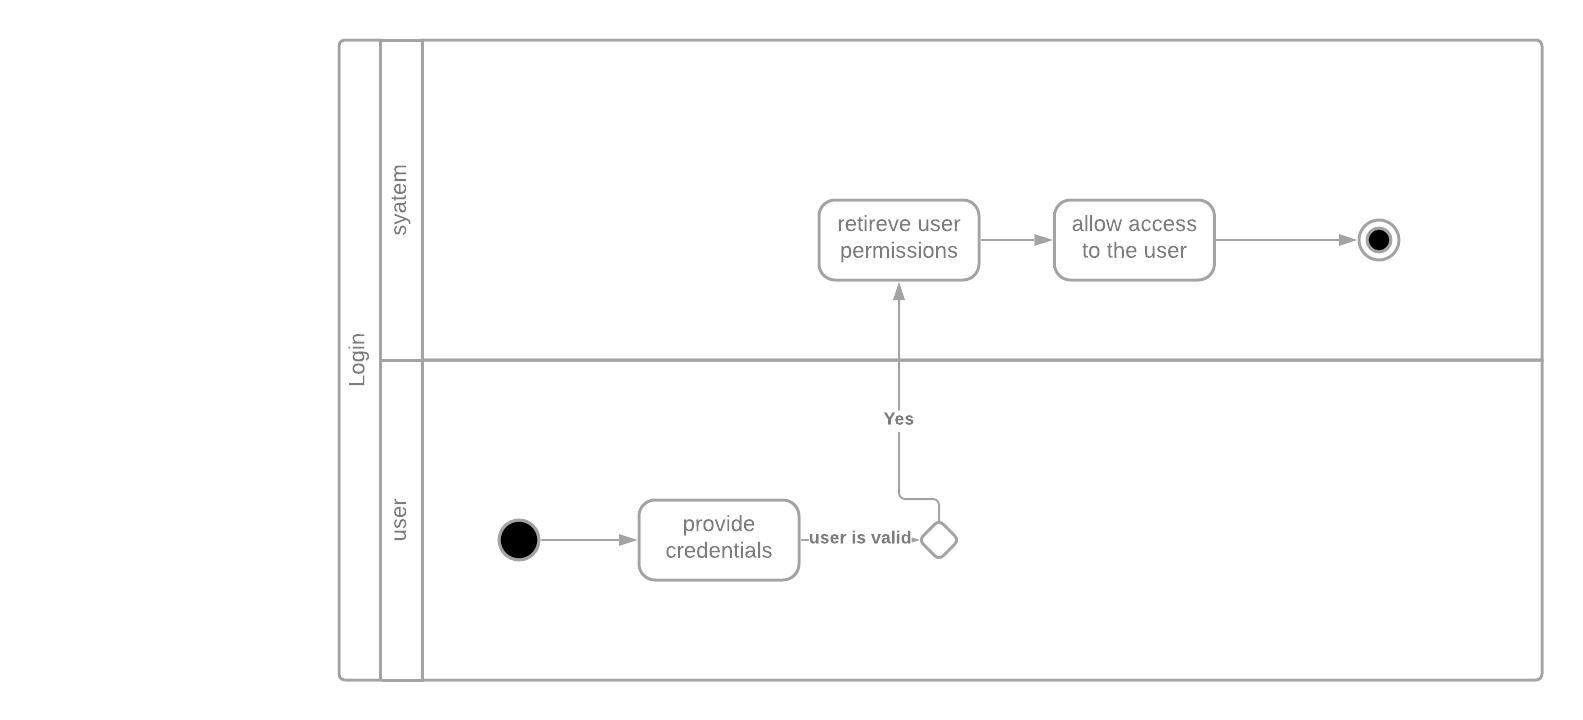 Login
syatem
retireve user
permissions
allow access
to the user
Yes
user
provide
credentials
user is valid